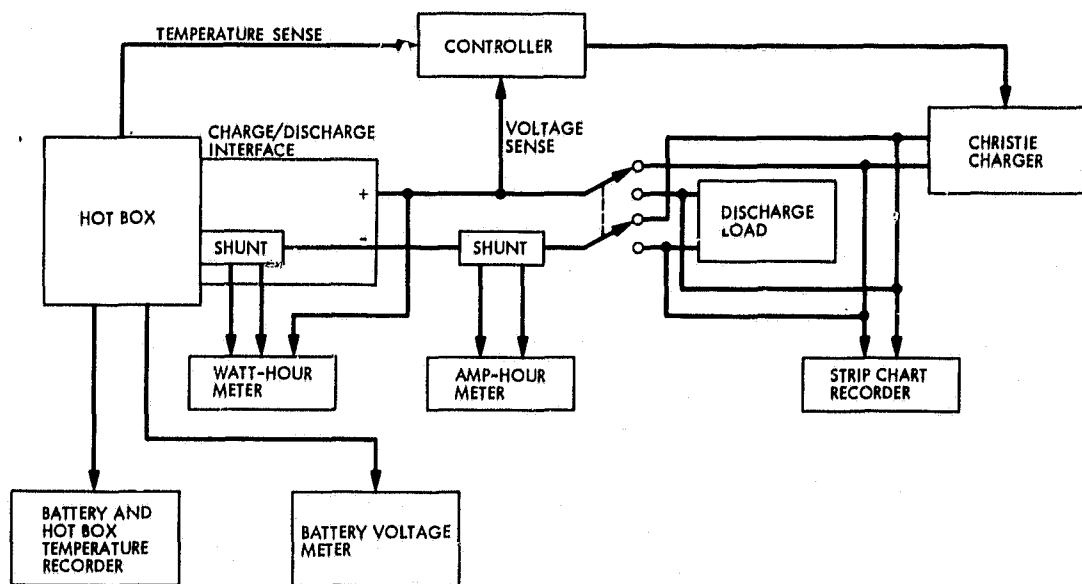 TEMPERATURE SENSE
CONTROLLER
CHARGE/DISCHARGE
INTERFACE
VOLTAGE
SENSE
CHRISTIE
CHARGER
HOT BOX
+
-
SHUNT
SHUNT
DISCHARGE
LOAD
WATT-HOUR
METER
AMP-HOUR
METER
STRIP CHART
RECORDER
BATTERY AND
HOT BOX
TEMPERATURE
RECORDER
BATTERY VOLTAGE
METER